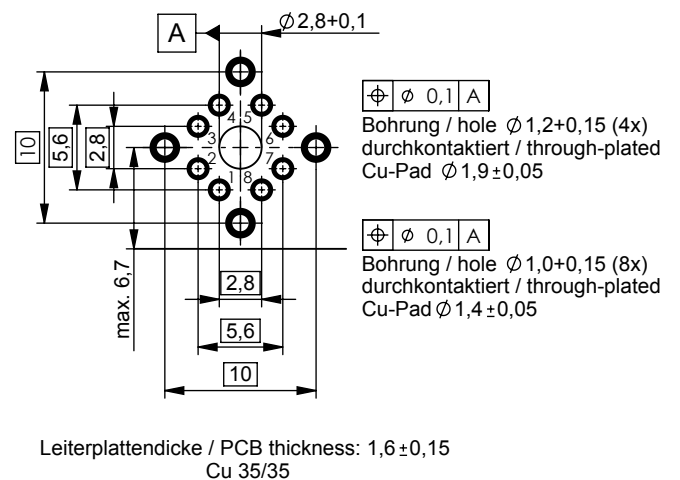 A
⌀2,8+0,1
10
5,6
2,8
4 5
3 6
2 7
1 8
max. 6,7
2,8
5,6
10
⌖ ⌀ 0,1 A
Bohrung / hole ⌀1,2+0,15 (4x)
durchkontaktiert / through-plated
Cu-Pad ⌀1,9±0,05
⌖ ⌀ 0,1 A
Bohrung / hole ⌀1,0+0,15 (8x)
durchkontaktiert / through-plated
Cu-Pad ⌀1,4±0,05
Leiterplattendicke / PCB thickness: 1,6±0,15
Cu 35/35